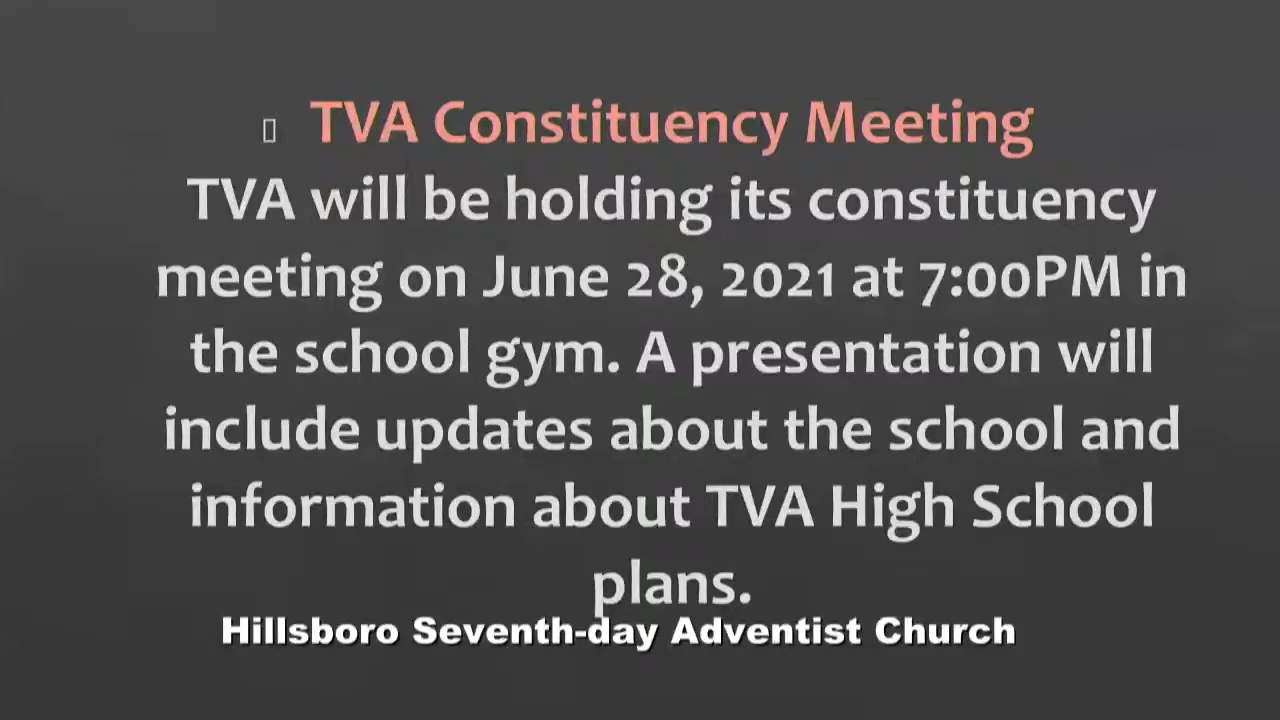 TVA Constituency Meeting
TVA will be holding its constituency
meeting on June 28, 2021 at 7:00PM in
the school gym. A presentation will
include updates about the school and
information about TVA High School
plans.
Hillsboro Seventh-day Adventist Church